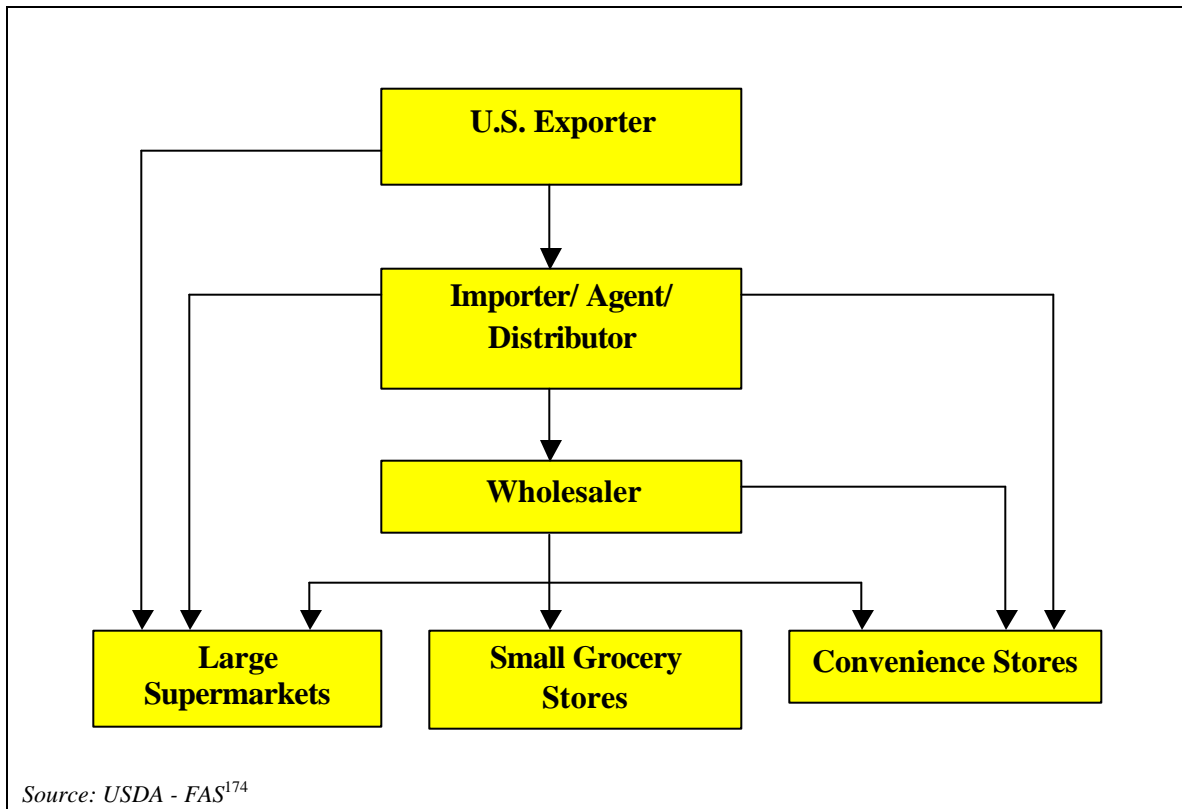 U.S. Exporter
Importer/ Agent/
Distributor
Wholesaler
Large
Supermarkets
Small Grocery
Stores
Convenience Stores
Source: USDA - FAS174